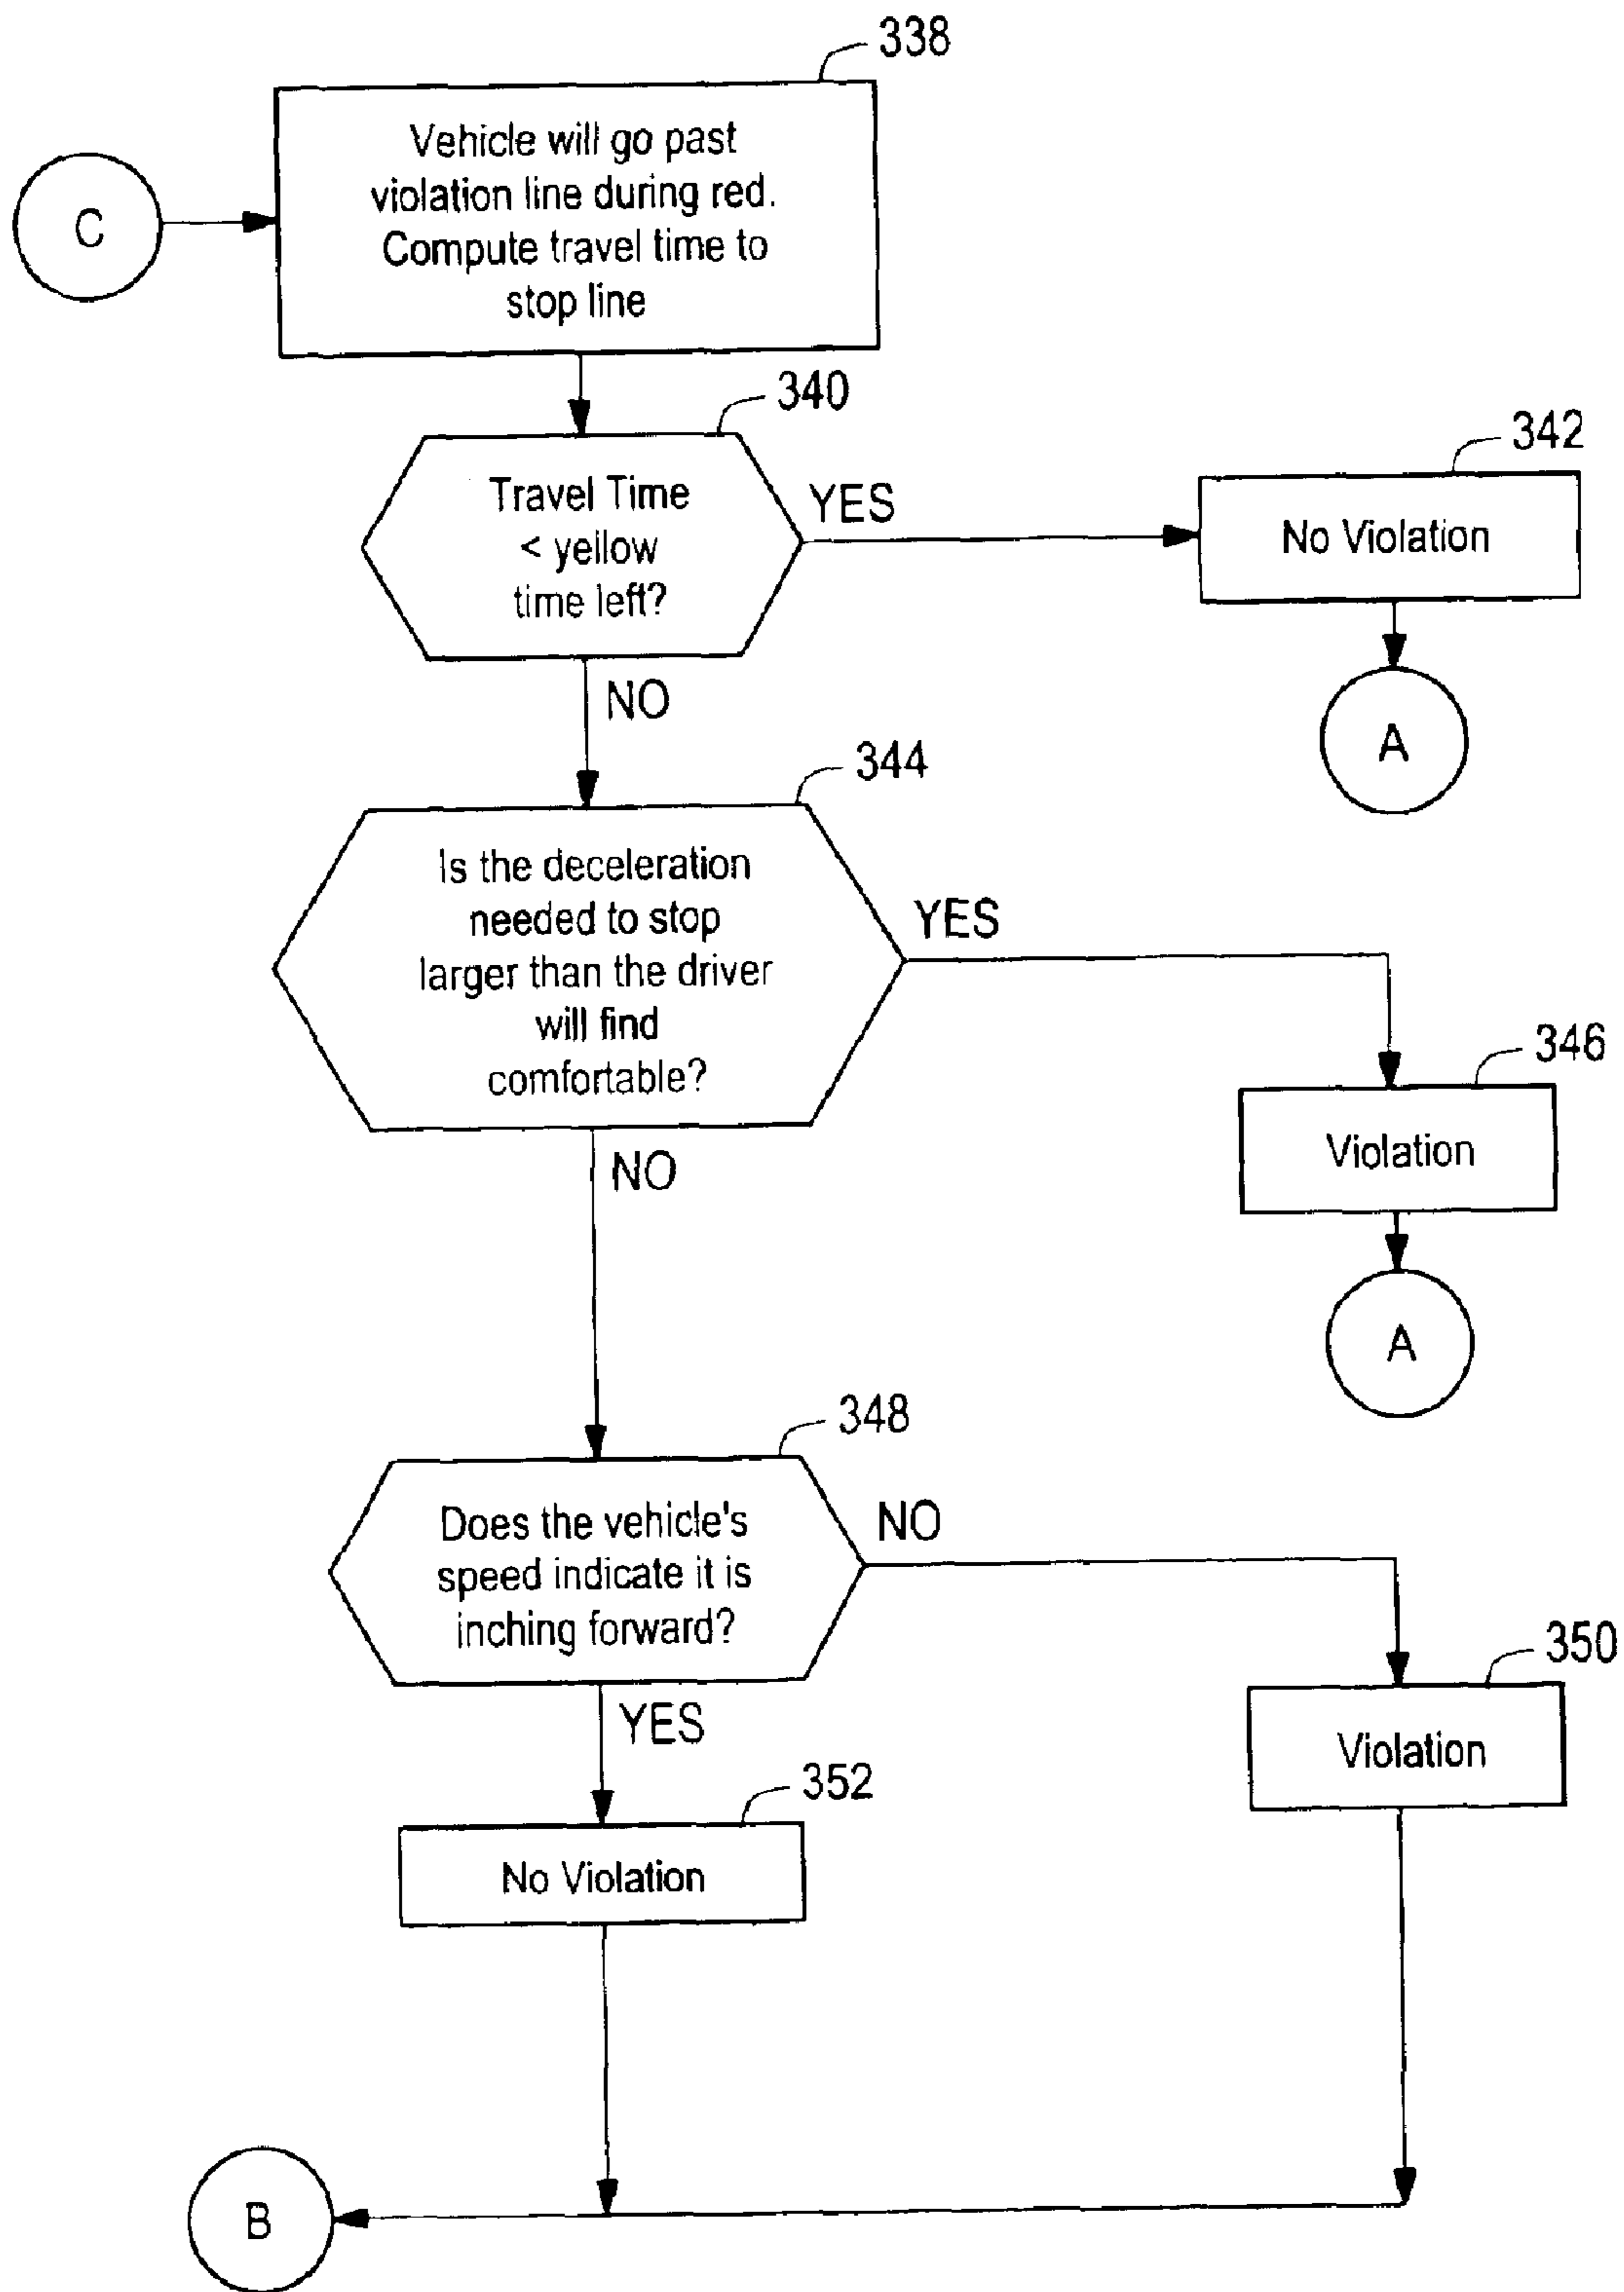 338
Vehicle will go past
violation line during red.
Compute travel time to
stop line
C
340
Travel Time
< yellow
time left?
YES
342
No Violation
A
NO
344
Is the deceleration
needed to stop
larger than the driver
will find
comfortable?
YES
346
Violation
A
NO
348
Does the vehicle's
speed indicate it is
inching forward?
NO
350
Violation
YES
352
No Violation
B